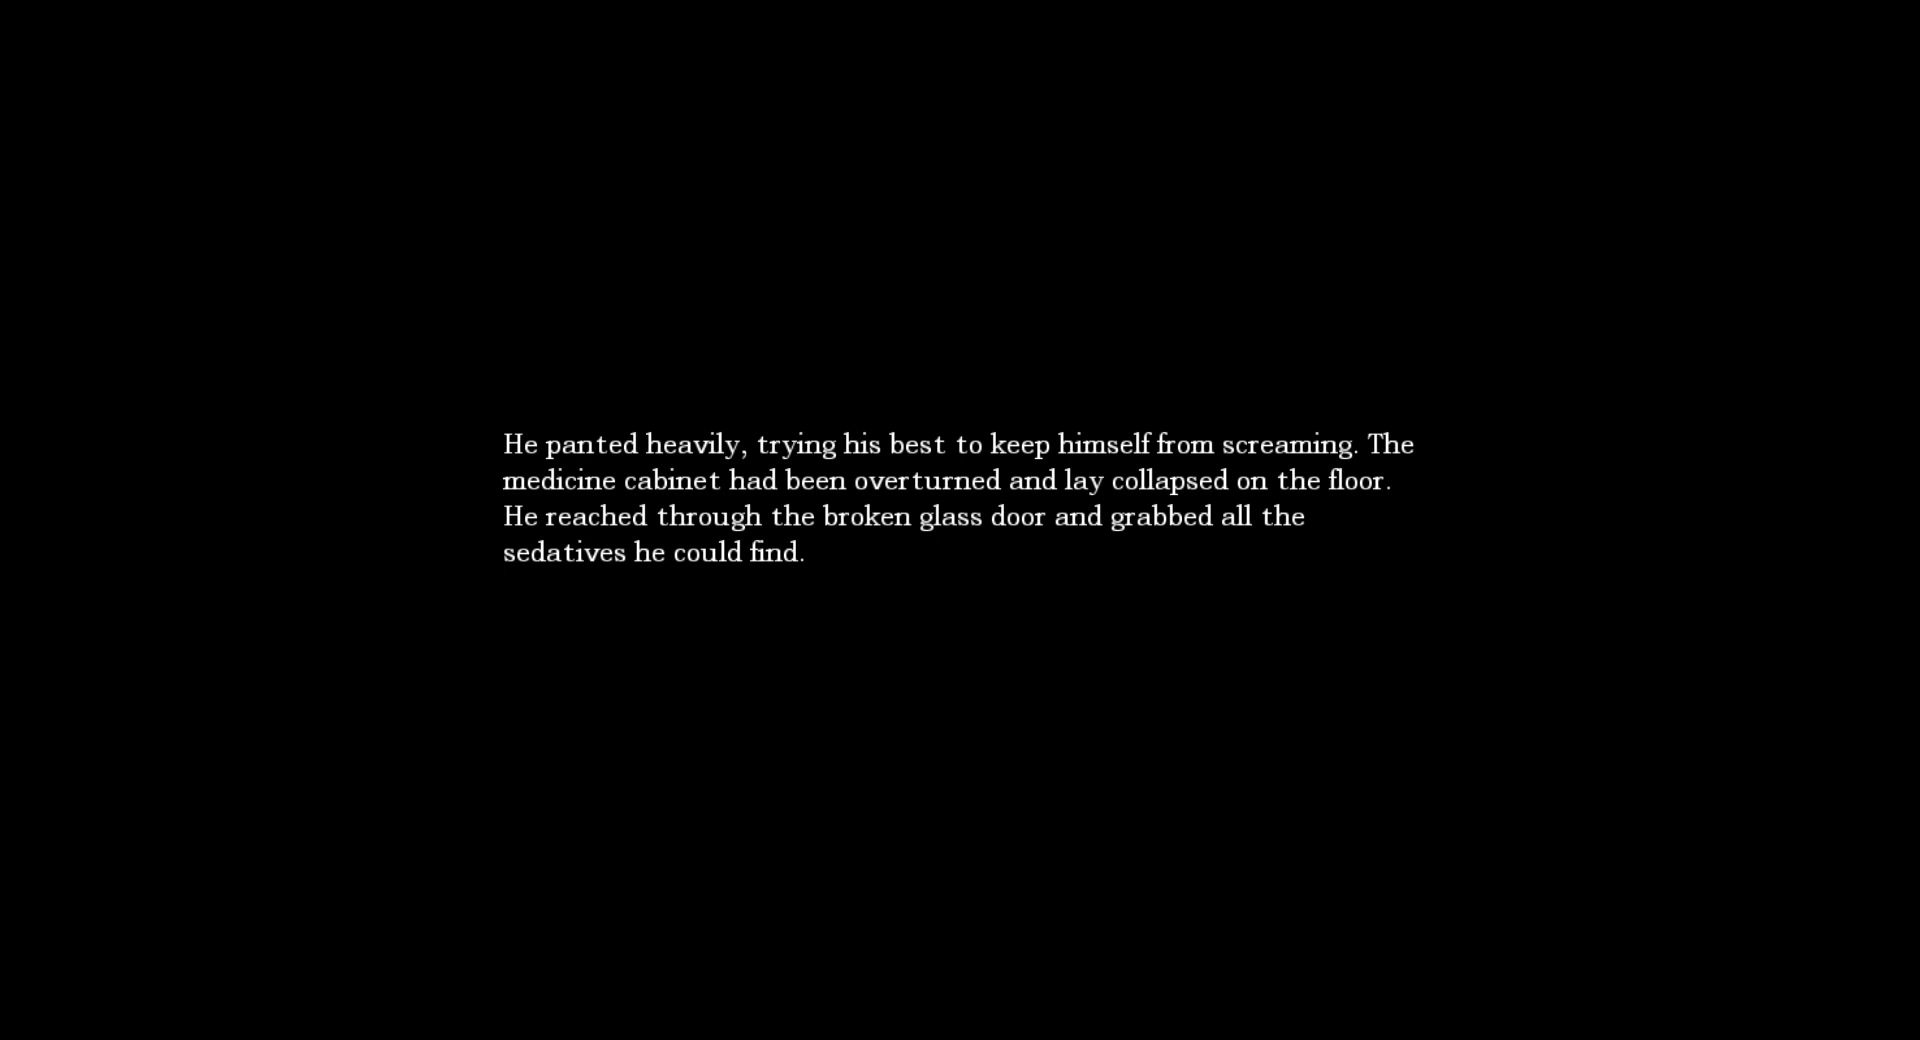 He panted heavily, trying his best to keep himself from screaming. The
medicine cabinet had been overturned and lay collapsed on the floor.
He reached through the broken glass door and grabbed all the
sedatives he could find.